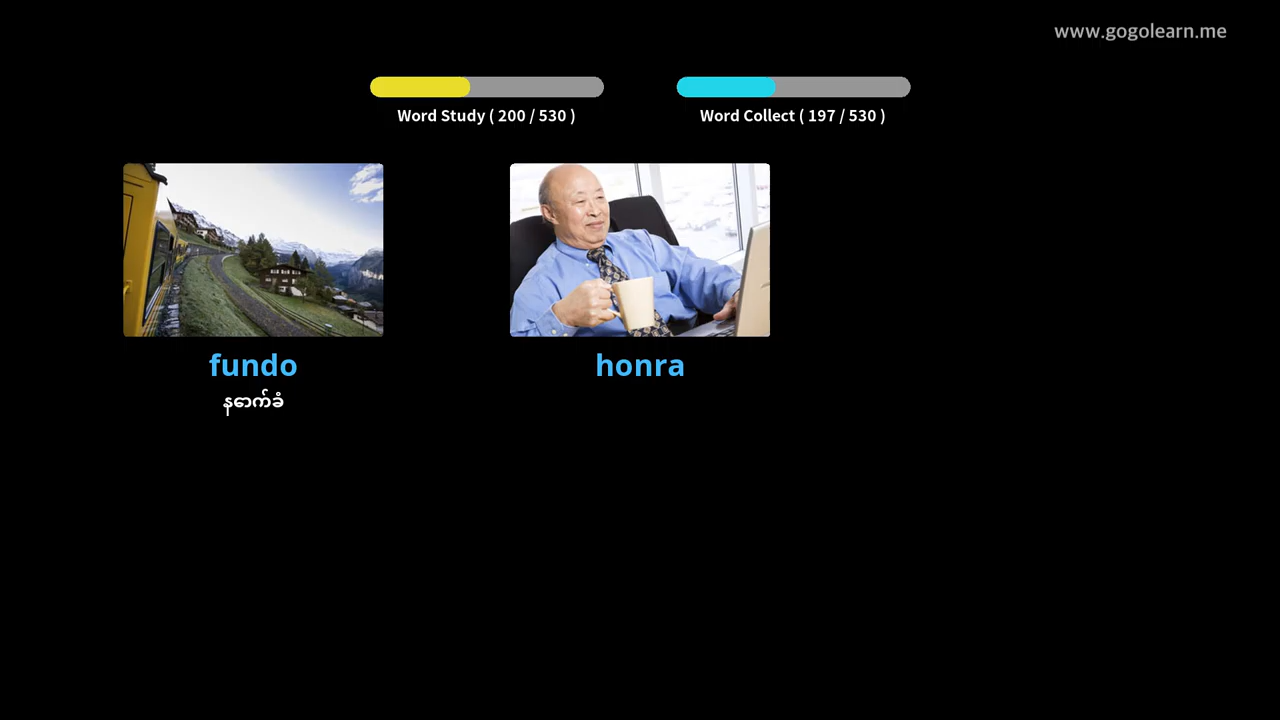 www.gogolearn.me
Word Study ( 200 / 530 )
Word Collect ( 197 / 530 )
fundo
နောက်ခံ
honra